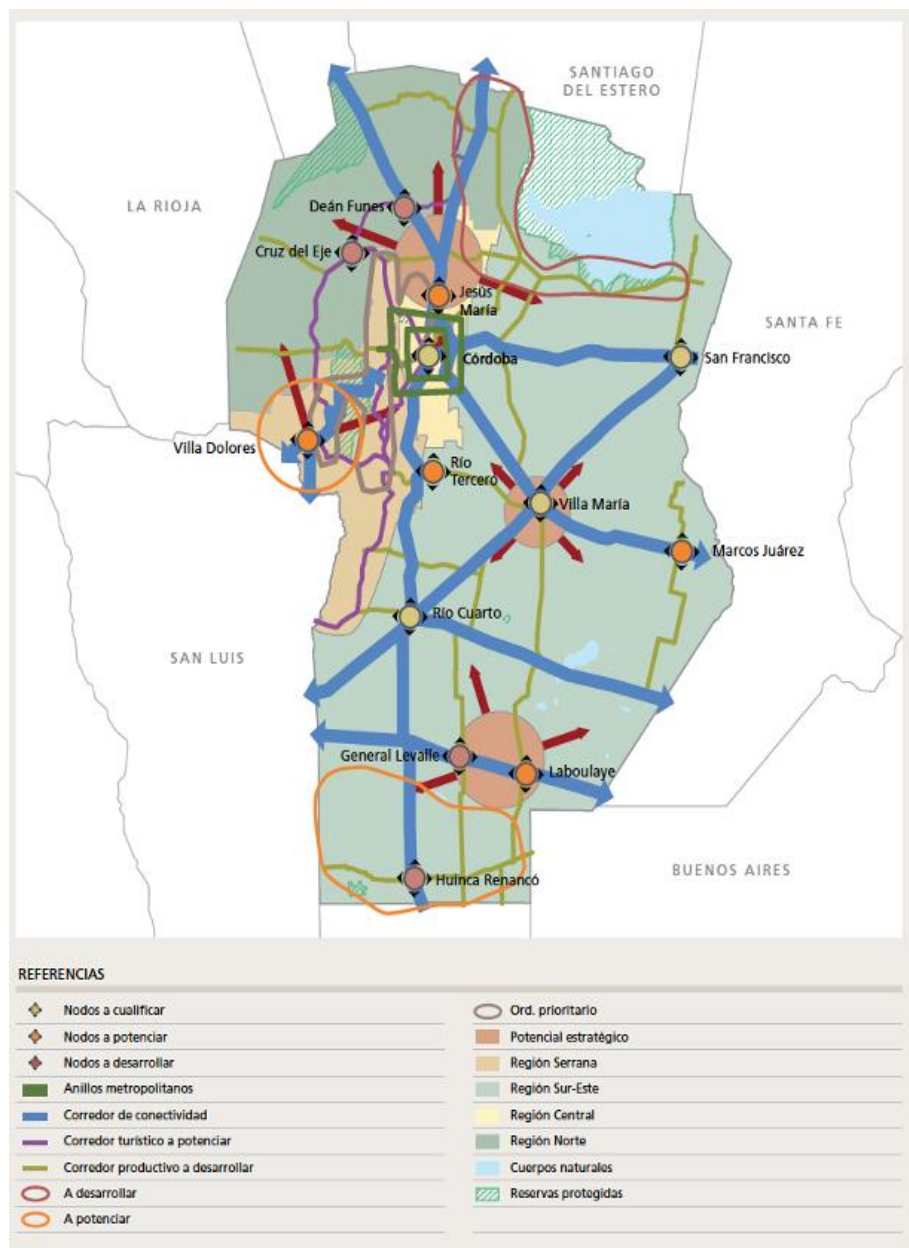 SANTIAGO
DEL ESTERO
LA RIOJA
Deán Funes
Cruz del Eje
Jesús
María
SANTA FE
Córdoba
San Francisco
Villa Dolores
Río
Tercero
Villa María
Marcos Juárez
Río Cuarto
SAN LUIS
General Levalle
Laboulaye
BUENOS AIRES
Huinca Renancó
REFERENCIAS
Nodos a cualificar
Nodos a potenciar
Nodos a desarrollar
Anillos metropolitanos
Corredor de conectividad
Corredor turístico a potenciar
Corredor productivo a desarrollar
A desarrollar
A potenciar
Ord. prioritario
Potencial estratégico
Región Serrana
Región Sur-Este
Región Central
Región Norte
Cuerpos naturales
Reservas protegidas